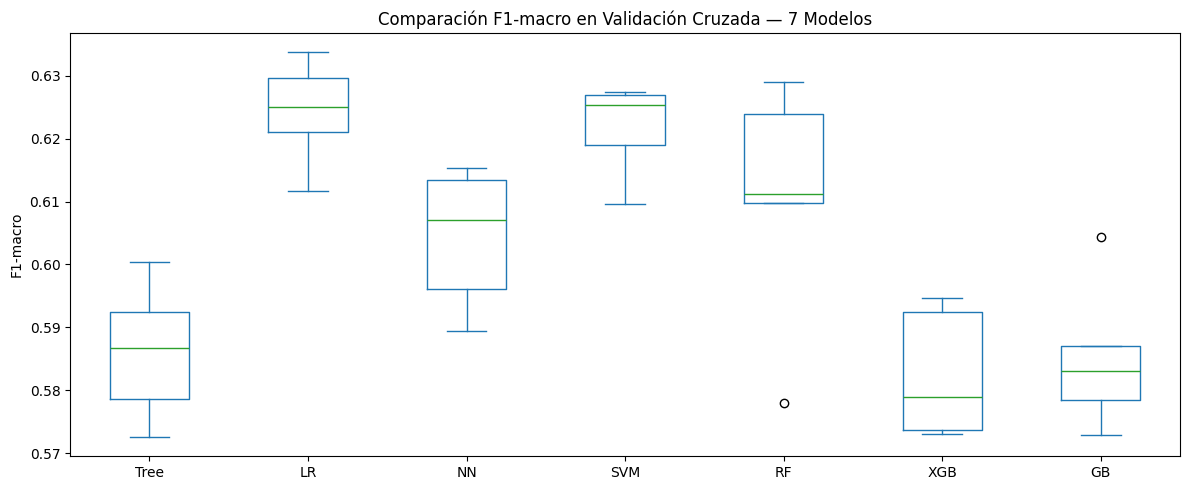 Comparación F1-macro en Validación Cruzada — 7 Modelos
F1-macro
0.63
0.62
0.61
0.60
0.59
0.58
0.57
Tree LR NN SVM RF XGB GB